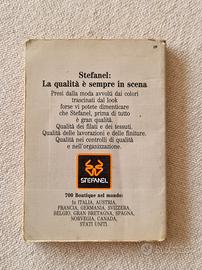 Stefanel:
La qualità è sempre in scena
Presi dalla moda avvolti dai colori
trascinati dal look
forse vi potete dimenticare
che Stefanel, prima di tutto
è gran qualità.
Qualità dei filati e dei tessuti.
Qualità delle lavorazioni e delle finiture.
Qualità nei controlli di qualità
e nell'organizzazione.
STEFANEL
700 Boutique nel mondo:
In ITALIA, AUSTRIA,
FRANCIA, GERMANIA, SVIZZERA,
BELGIO, GRAN BRETAGNA, SPAGNA,
NORVEGIA, CANADA,
STATI UNITI.
subito